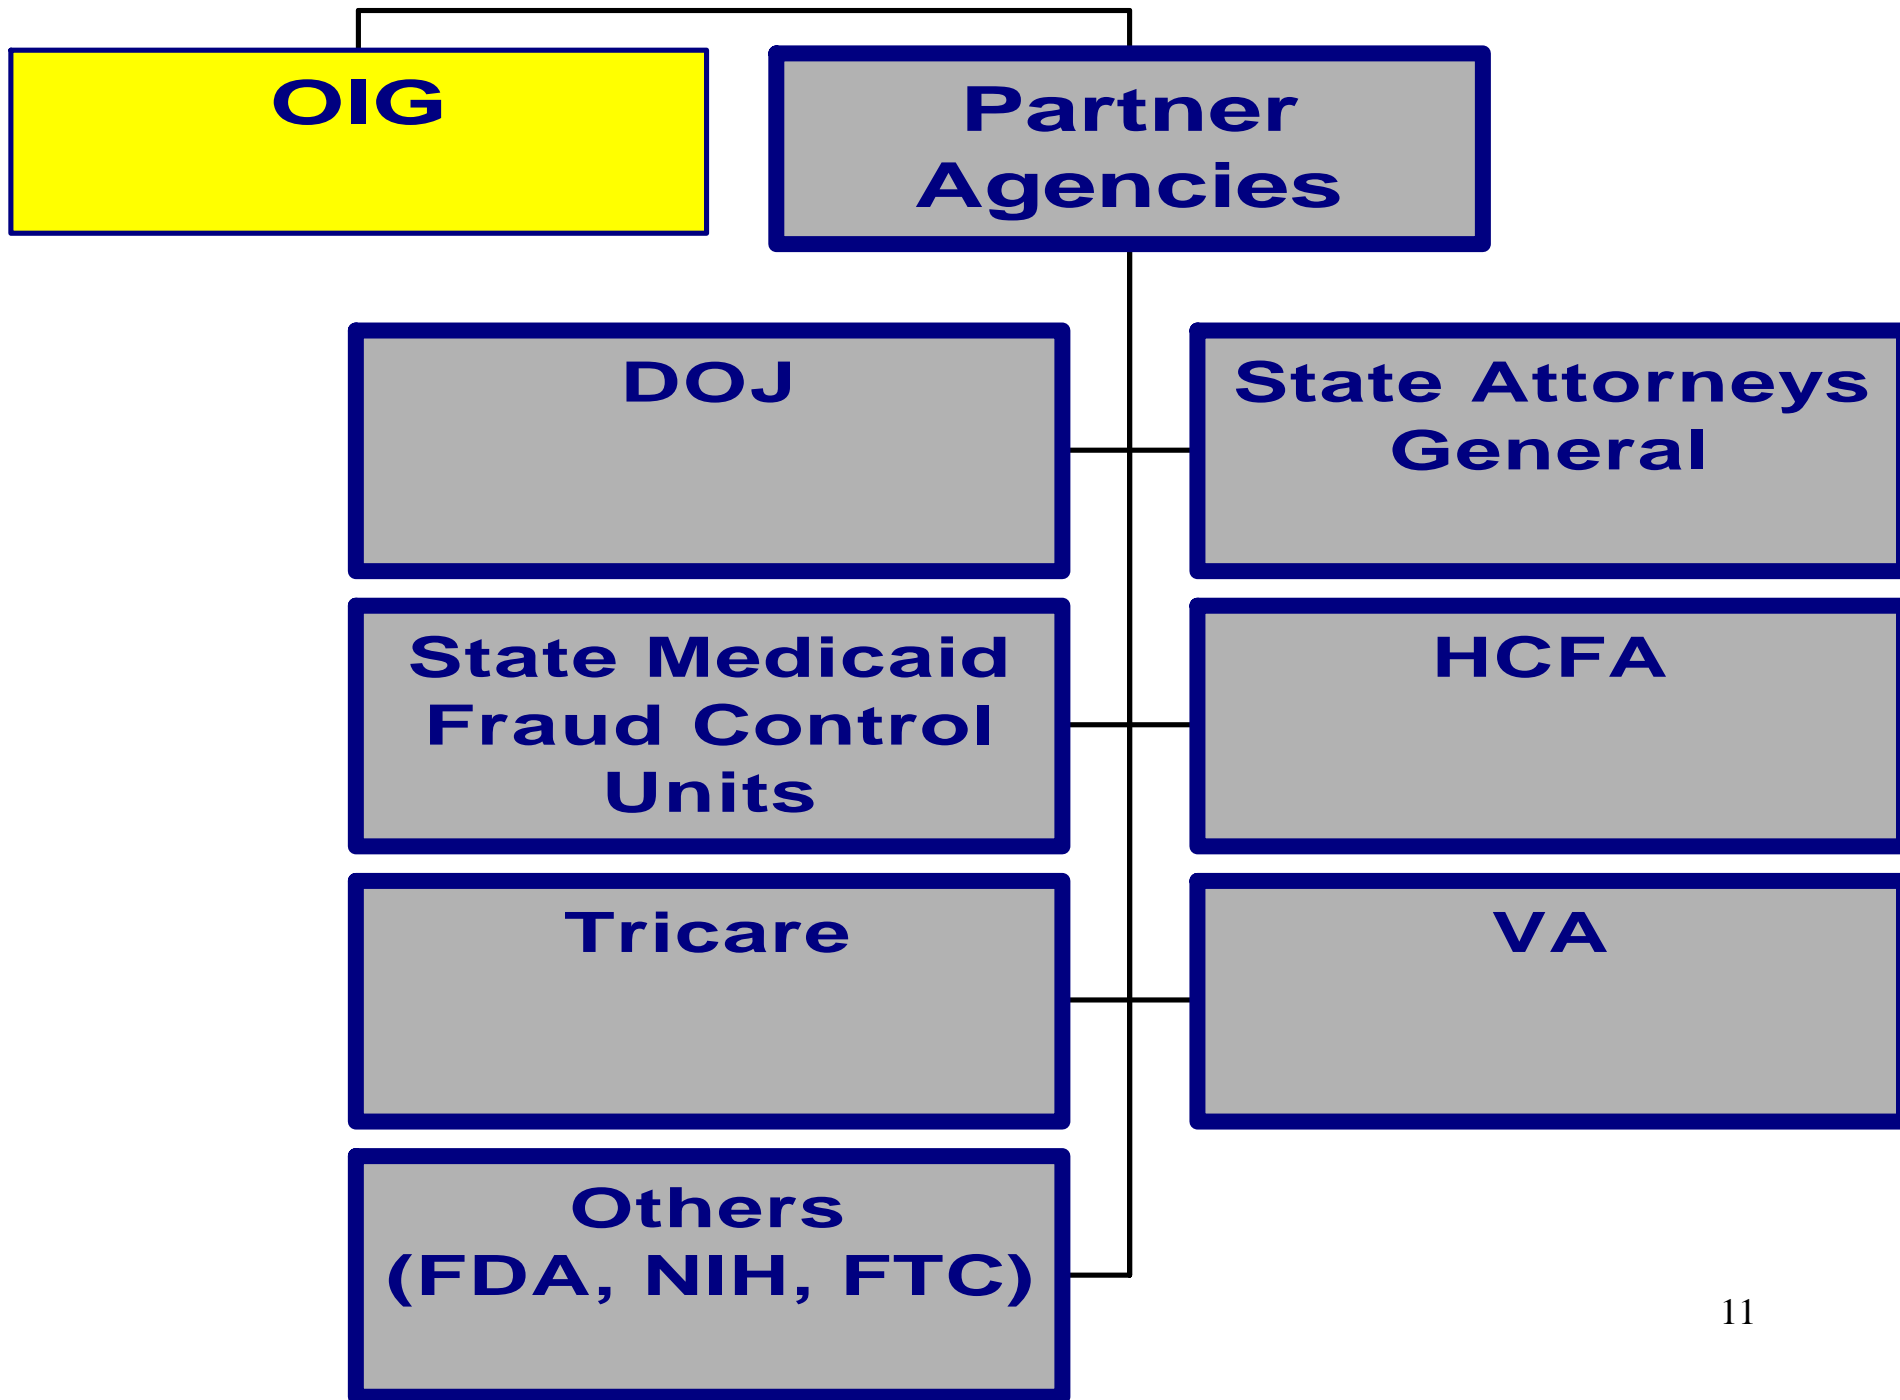 OIG
Partner
Agencies
DOJ
State Attorneys
General
State Medicaid
Fraud Control
Units
HCFA
Tricare
VA
Others
(FDA, NIH, FTC)
11